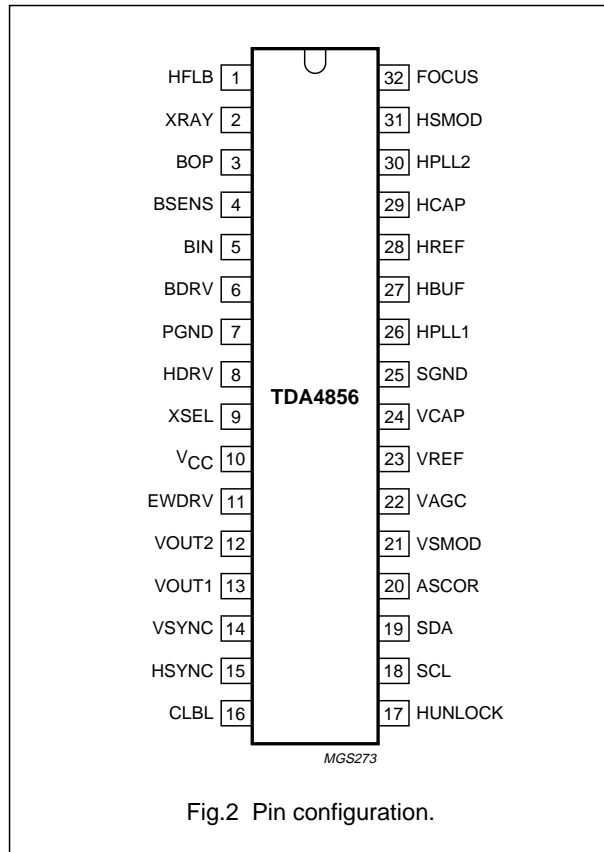 HFLB 1 32 FOCUS
XRAY 2 31 HSMOD
BOP 3 30 HPLL2
BSENS 4 29 HCAP
BIN 5 28 HREF
BDRV 6 27 HBUF
PGND 7 26 HPLL1
HDRV 8 25 SGND
TDA4856
XSEL 9 24 VCAP
VCC 10 23 VREF
EWDRV 11 22 VAGC
VOUT2 12 21 VSMOD
VOUT1 13 20 ASCOR
VSYNC 14 19 SDA
HSYNC 15 18 SCL
CLBL 16 17 HUNLOCK
MGS273
Fig.2 Pin configuration.